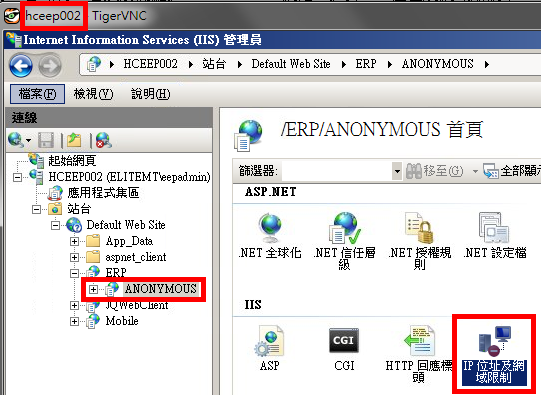 hceep002 TigerVNC
Internet Information Services (IIS) 管理員
HCEEP002 站台 Default Web Site ERP ANONYMOUS
檔案(F) 檢視(V) 說明(H)
連線
起始網頁
HCEEP002 (ELITEMT\eepadmin)
應用程式集區
站台
Default Web Site
App_Data
aspnet_client
ERP
ANONYMOUS
JQWebClient
Mobile
/ERP/ANONYMOUS 首頁
篩選器: 移至(G) 全部顯示
ASP.NET
.NET 全球化
.NET 信任層級
.NET 授權規則
.NET 設定檔
IIS
ASP
CGI
HTTP 回應標頭
IP 位址及網域限制